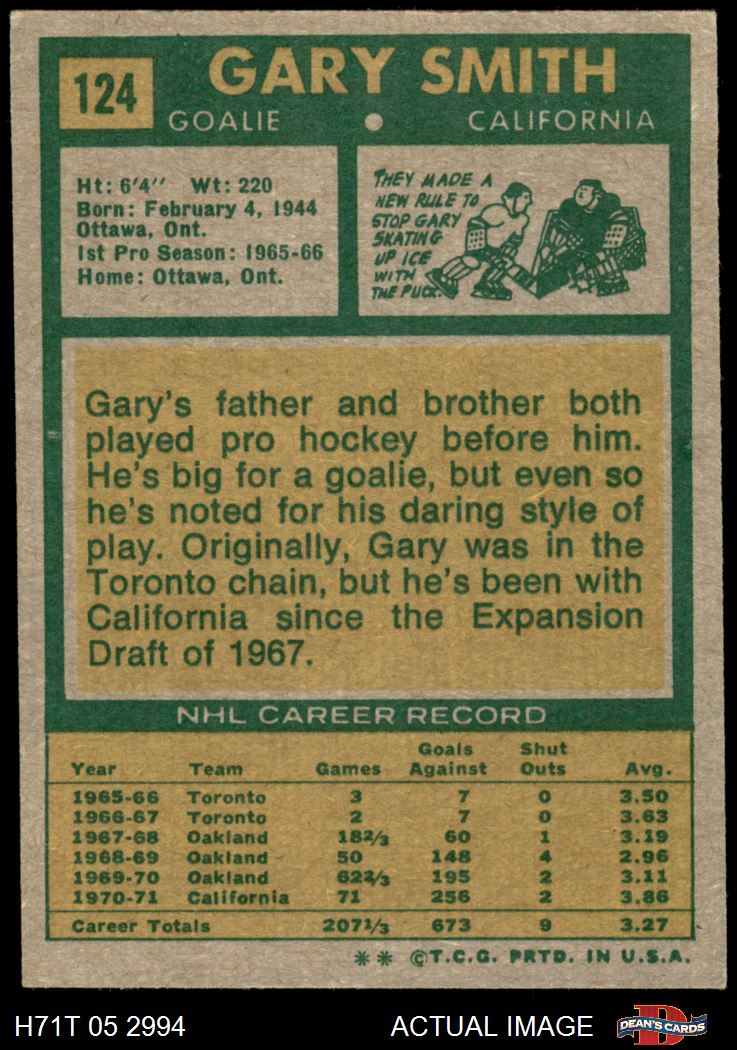 124
GARY SMITH
GOALIE
CALIFORNIA
Ht: 6'4'' Wt: 220
Born: February 4, 1944
Ottawa, Ont.
1st Pro Season: 1965-66
Home: Ottawa, Ont.
THEY MADE A
NEW RULE TO
STOP GARY
SKATING
UP ICE
WITH
THE PUCK.
Gary's father and brother both
played pro hockey before him.
He's big for a goalie, but even so
he's noted for his daring style of
play. Originally, Gary was in the
Toronto chain, but he's been with
California since the Expansion
Draft of 1967.
NHL CAREER RECORD
Year Team Games Goals Against Shut Outs Avg.
1965-66 Toronto 3 7 0 3.50
1966-67 Toronto 2 7 0 3.63
1967-68 Oakland 18 2/3 60 1 3.19
1968-69 Oakland 50 148 4 2.96
1969-70 Oakland 62 2/3 195 2 3.11
1970-71 California 71 256 2 3.86
Career Totals 207 1/3 673 9 3.27
** ©T.C.G. PRTD. IN U.S.A.
H71T 05 2994
ACTUAL IMAGE
D
DEAN'S CARDS